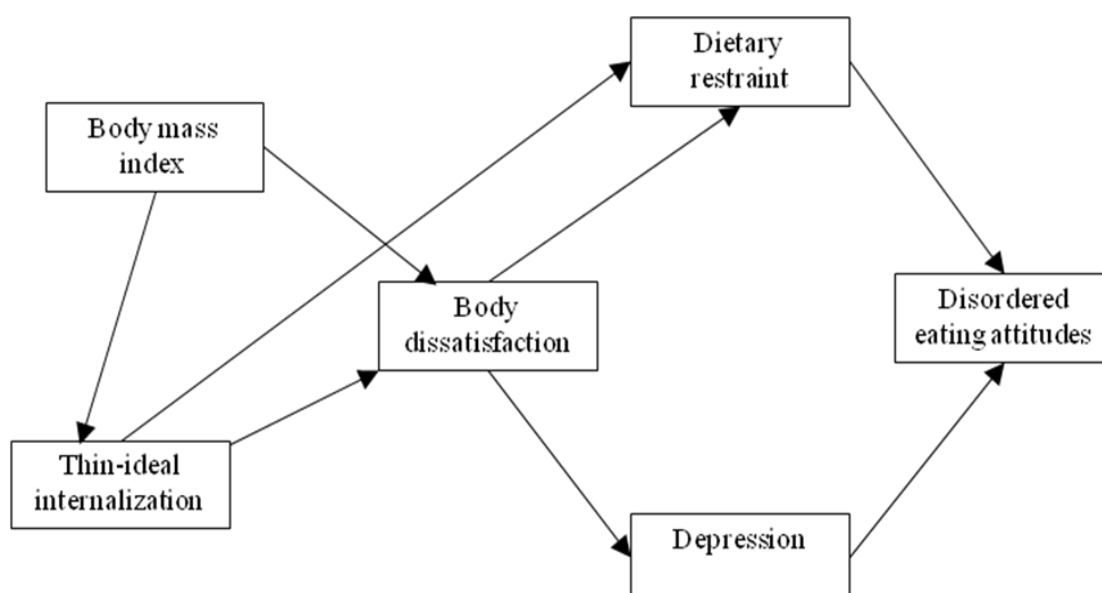 Dietary
restraint
Body mass
index
Body
dissatisfaction
Disordered
eating attitudes
Thin-ideal
internalization
Depression